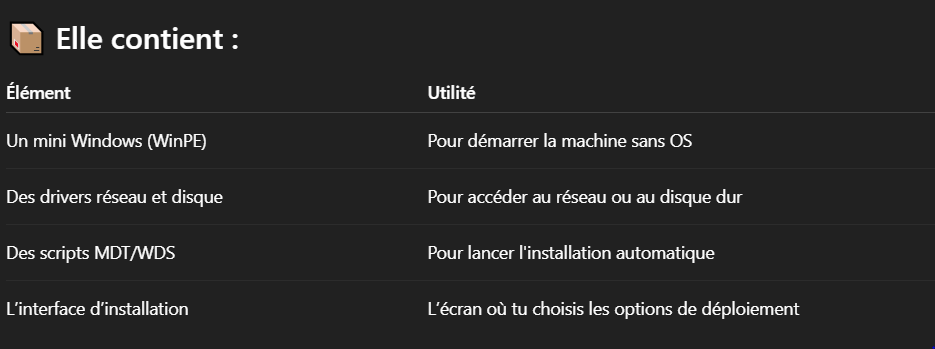 Elle contient :
Élément Utilité
Un mini Windows (WinPE) Pour démarrer la machine sans OS
Des drivers réseau et disque Pour accéder au réseau ou au disque dur
Des scripts MDT/WDS Pour lancer l'installation automatique
L’interface d’installation L’écran où tu choisis les options de déploiement